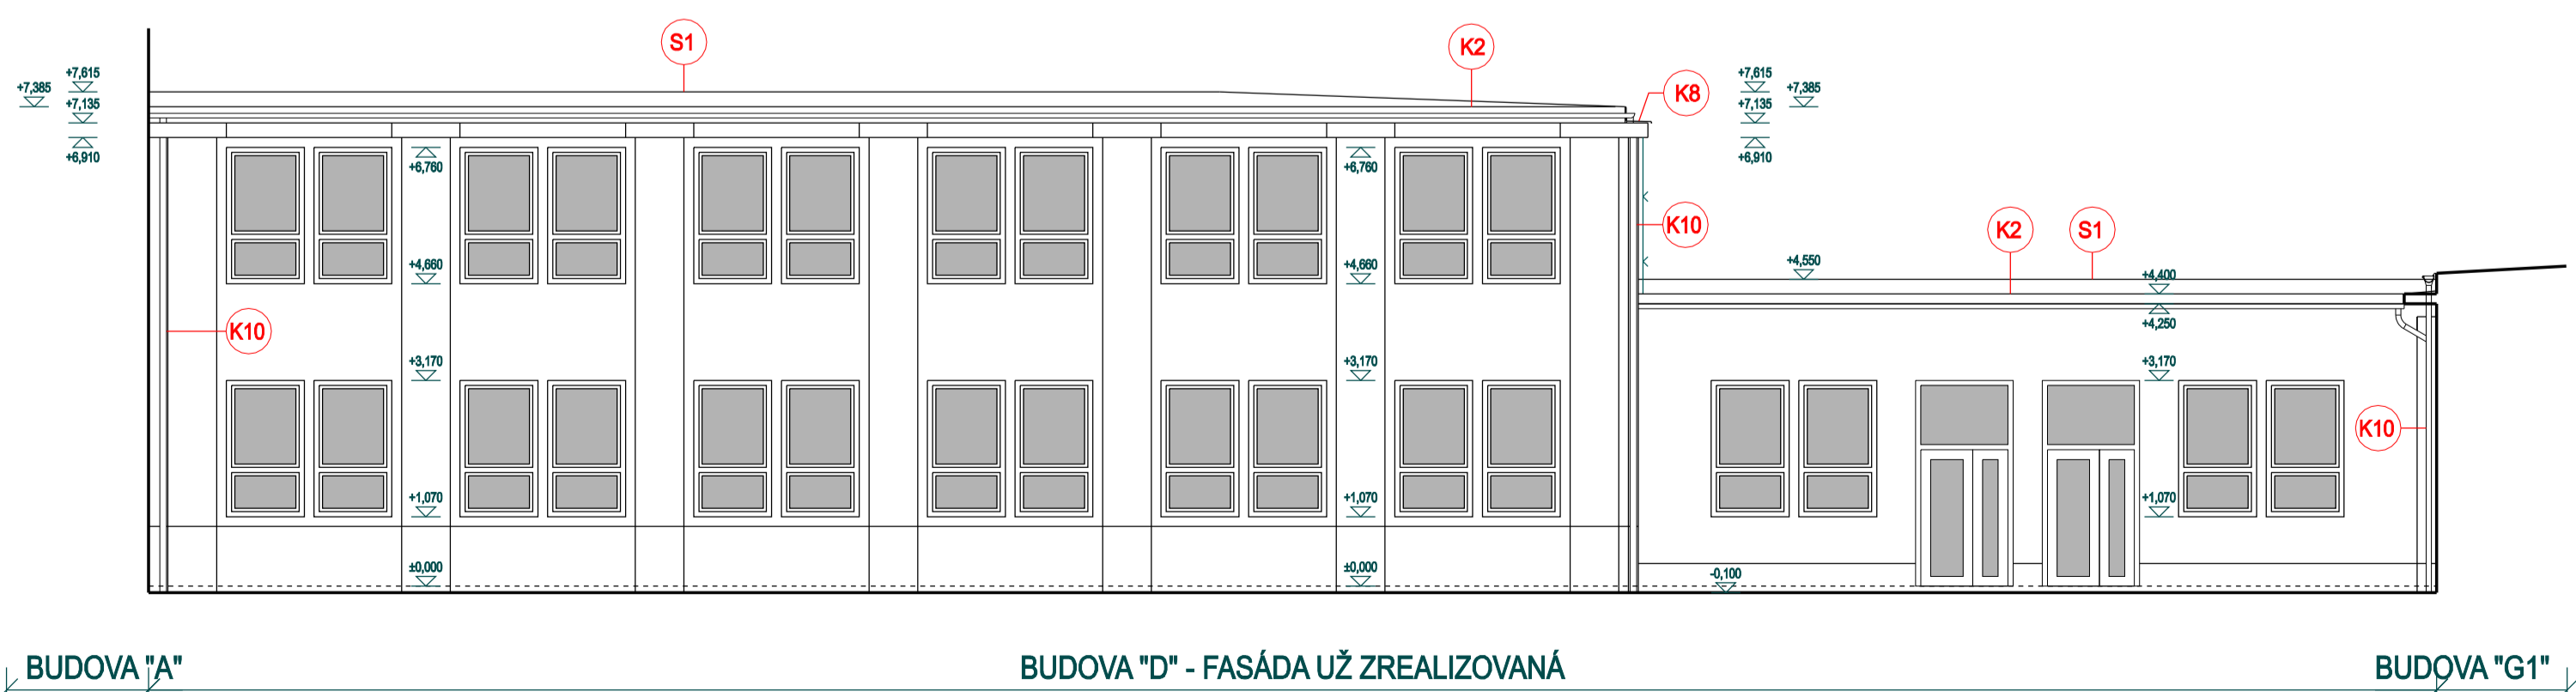 S1
K2
+7,615
+7,385
+7,135
+6,910
K8
+7,615
+7,385
+7,135
+6,910
+6,760
+6,760
K10
K2
S1
+4,660
+4,660
+4,550
+4,400
+4,250
K10
+3,170
+3,170
+3,170
K10
+1,070
+1,070
+1,070
±0,000
±0,000
-0,100
BUDOVA "A"
BUDOVA "D" - FASÁDA UŽ ZREALIZOVANÁ
BUDOVA "G1"